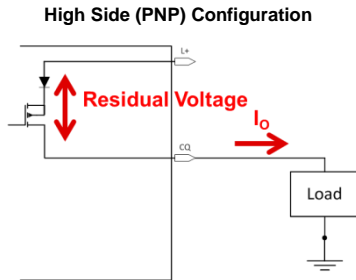 High Side (PNP) Configuration
L+
Residual Voltage
IO
CQ
Load